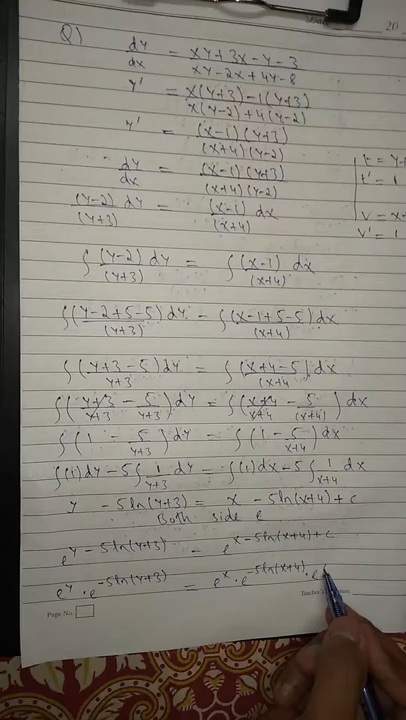 20
Q) dy/dx = xy+3x-y-3 / xy-2x+4y-8
y' = x(y+3)-1(y+3) / x(y-2)+4(y-2)
y' = (x-1)(y+3) / (x+4)(y-2)
dy/dx = (x-1)(y+3) / (x+4)(y-2)
t = y+
t' = 1
(y-2)/(y+3) dy = (x-1)/(x+4) dx
v = x+
v' = 1
∫(y-2)/(y+3) dy = ∫(x-1)/(x+4) dx
∫(y-2+5-5)/(y+3) dy = ∫(x-1+5-5)/(x+4) dx
∫(y+3-5)/y+3 dy = ∫(x+4-5)/(x+4 dx
∫(y+3/y+3 - 5/y+3) dy = ∫(x+4/x+4 - 5/(x+4)) dx
∫(1 - 5/y+3) dy = ∫(1 - 5/x+4) dx
∫(1)dy - 5∫1/y+3 dy = ∫(1)dx - 5∫1/x+4 dx
y - 5ln(y+3) = x - 5ln(x+4) + c
Both side e
e^y - 5ln(y+3) = e^x - 5ln(x+4) + c
e^y · e^-5ln(y+3) = e^x · e^-5ln(x+4) · e
Page No.